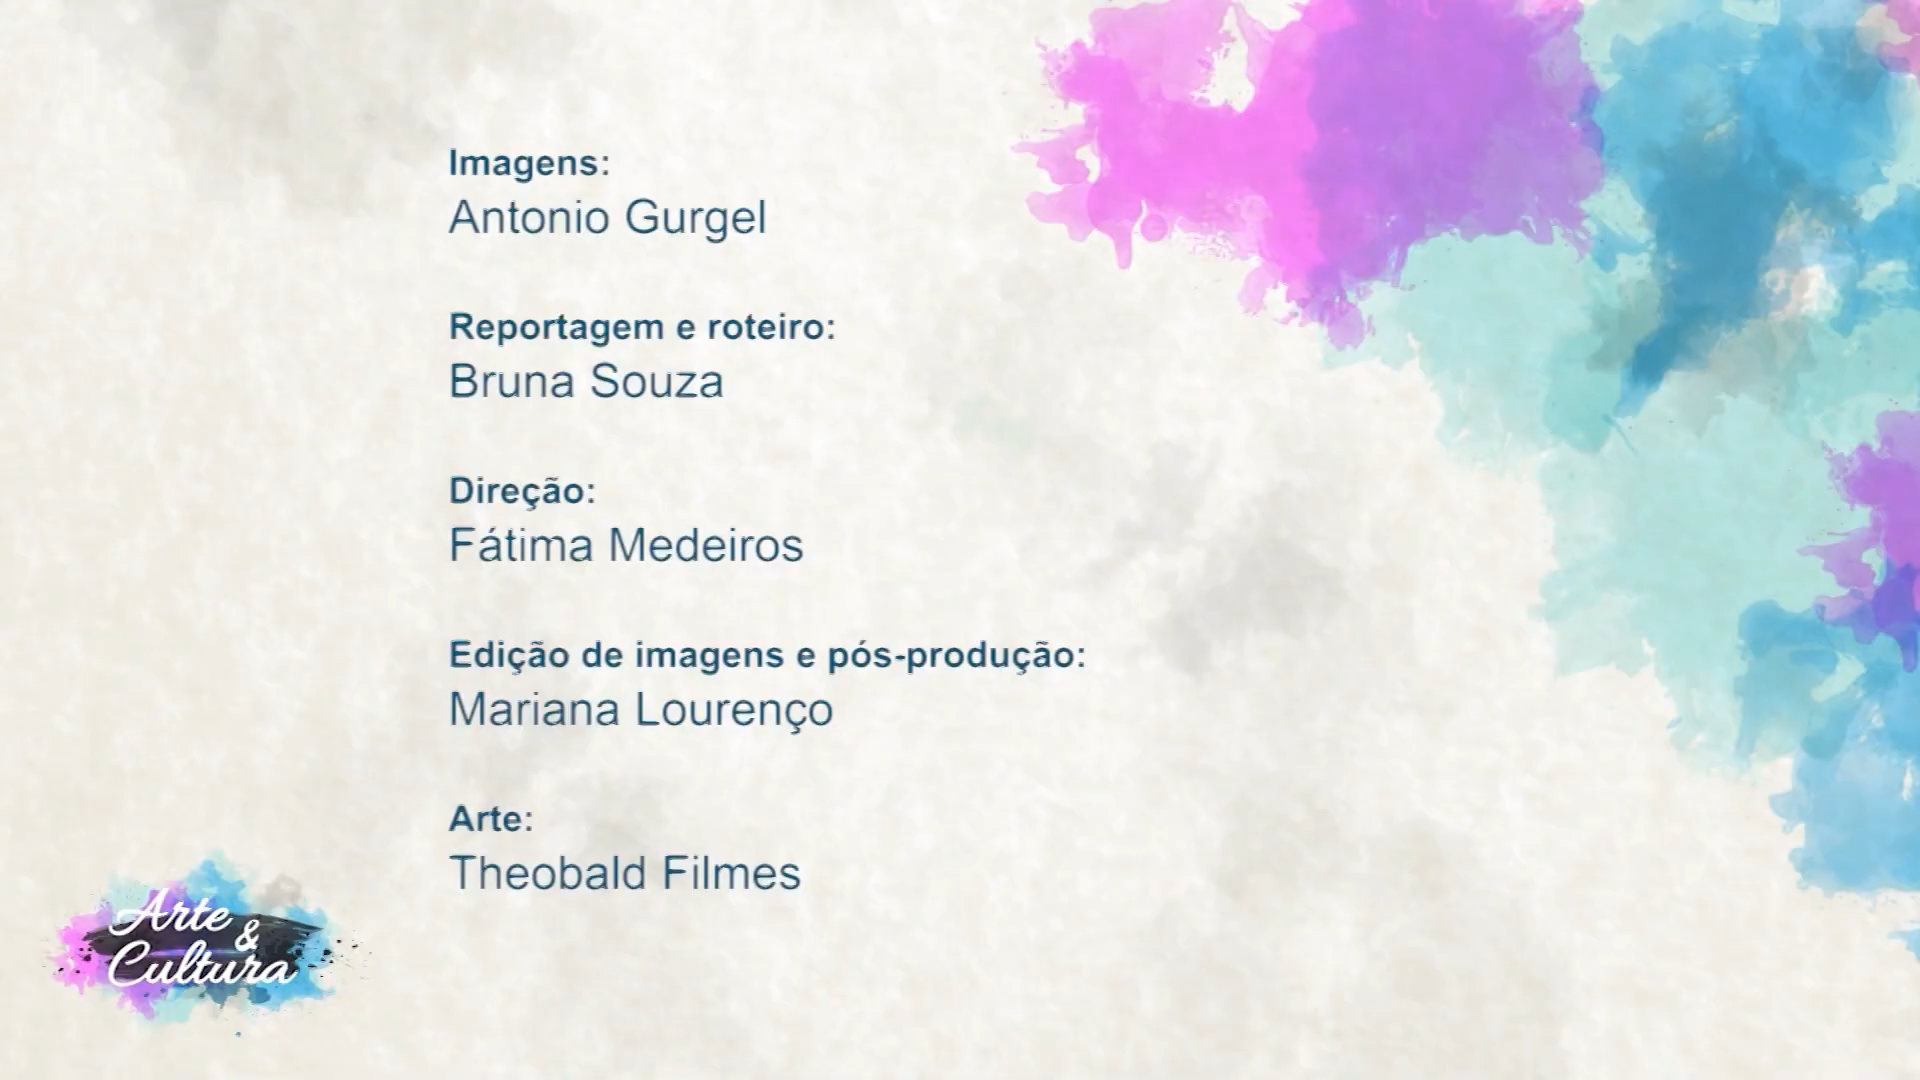 Imagens:
Antonio Gurgel
Reportagem e roteiro:
Bruna Souza
Direção:
Fátima Medeiros
Edição de imagens e pós-produção:
Mariana Lourenço
Arte:
Theobald Filmes
Arte &
Cultura